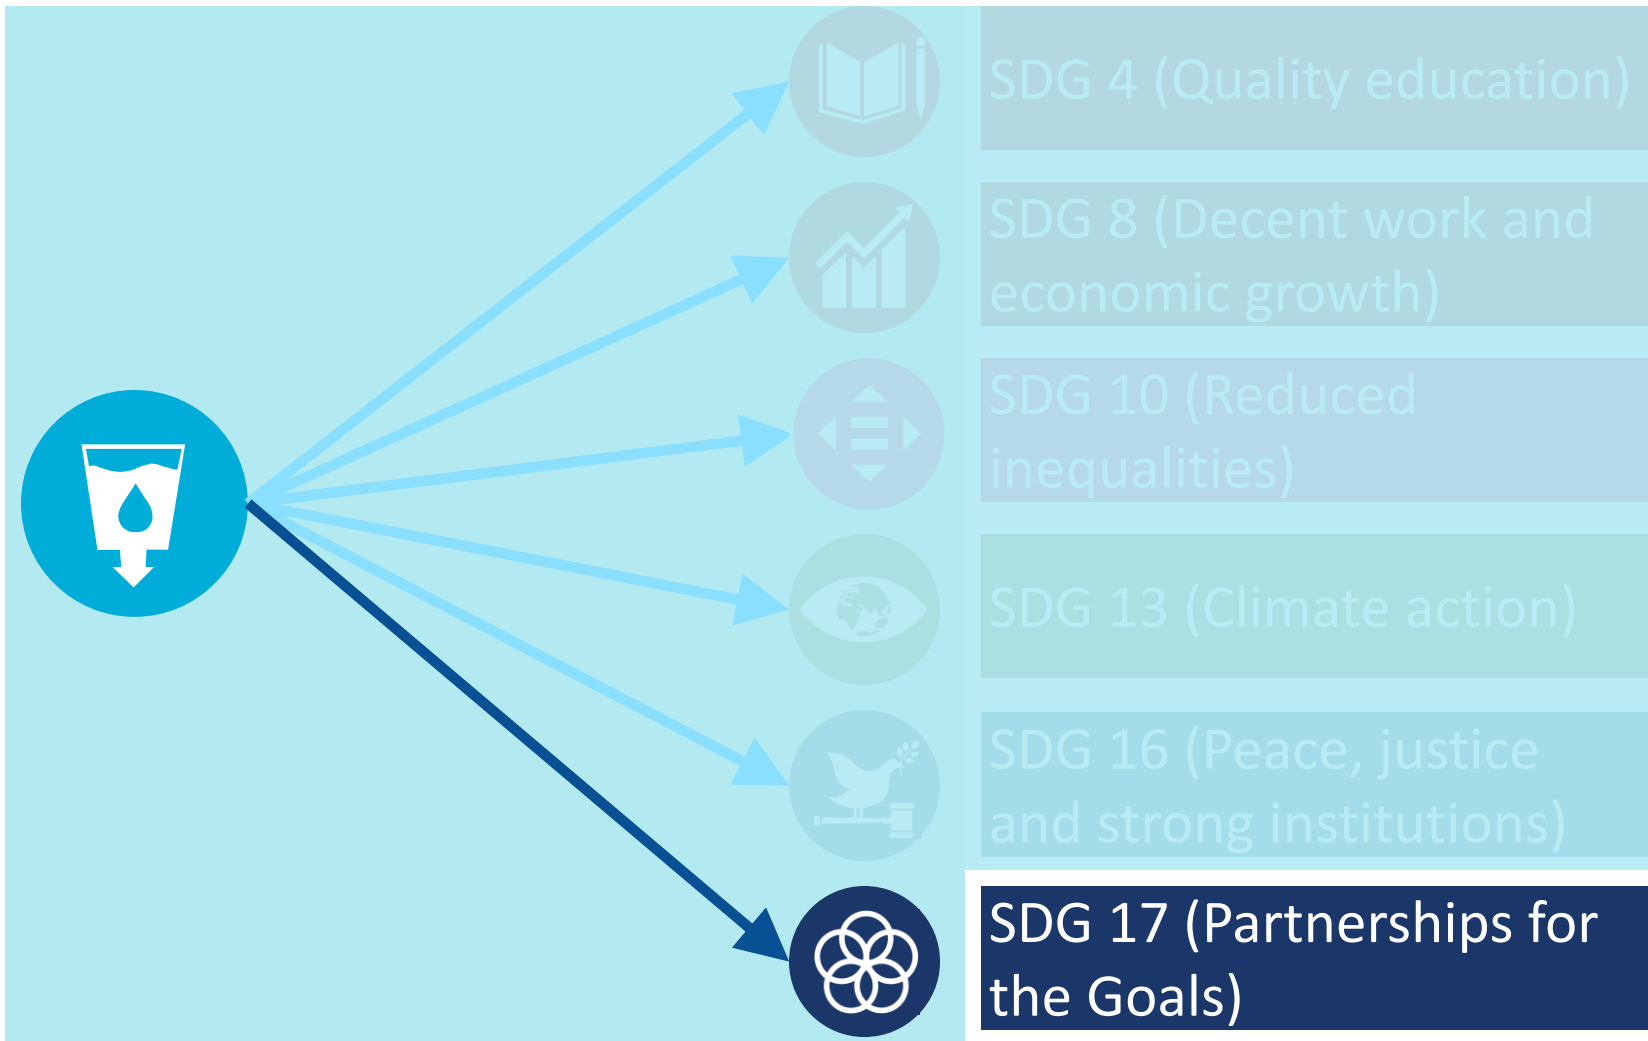 SDG 4 (Quality education)
SDG 8 (Decent work and
economic growth)
SDG 10 (Reduced
inequalities)
SDG 13 (Climate action)
SDG 16 (Peace, justice
and strong institutions)
SDG 17 (Partnerships for
the Goals)